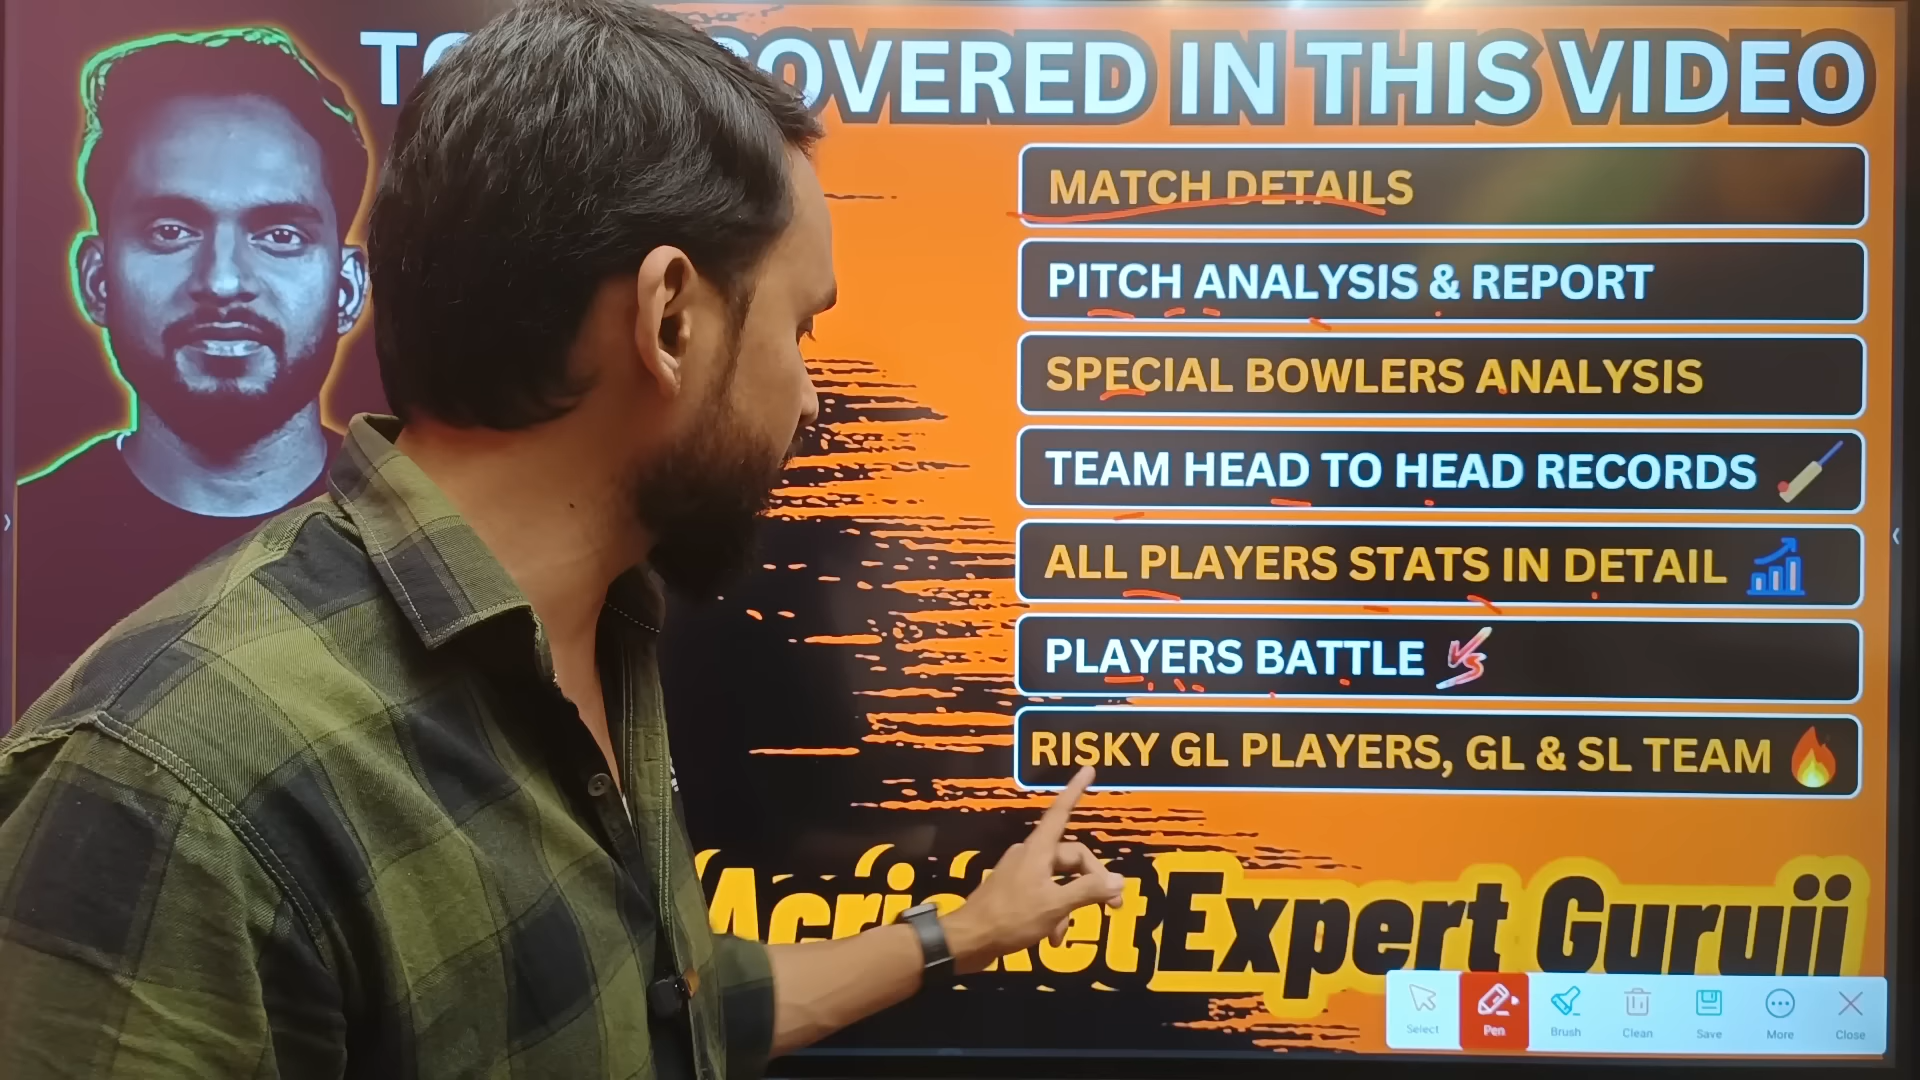 COVERED IN THIS VIDEO
MATCH DETAILS
PITCH ANALYSIS & REPORT
SPECIAL BOWLERS ANALYSIS
TEAM HEAD TO HEAD RECORDS
ALL PLAYERS STATS IN DETAIL
PLAYERS BATTLE VS
RISKY GL PLAYERS, GL & SL TEAM
Expert Guruji
Select
Pen
Brush
Clean
Save
More
Close